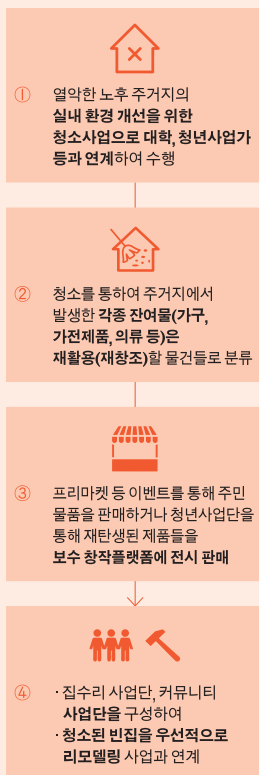 ① 열악한 노후 주거지의
실내 환경 개선을 위한
청소사업으로 대학, 청년사업가
등과 연계하여 수행
② 청소를 통하여 주거지에서
발생한 각종 잔여물(가구,
가전제품, 의류 등)은
재활용(재창조)할 물건들로 분류
③ 프리마켓 등 이벤트를 통해 주민
물품을 판매하거나 청년사업단을
통해 재탄생된 제품들을
보수 창작플랫폼에 전시 판매
④ · 집수리 사업단, 커뮤니티
사업단을 구성하여
· 청소된 빈집을 우선적으로
리모델링 사업과 연계